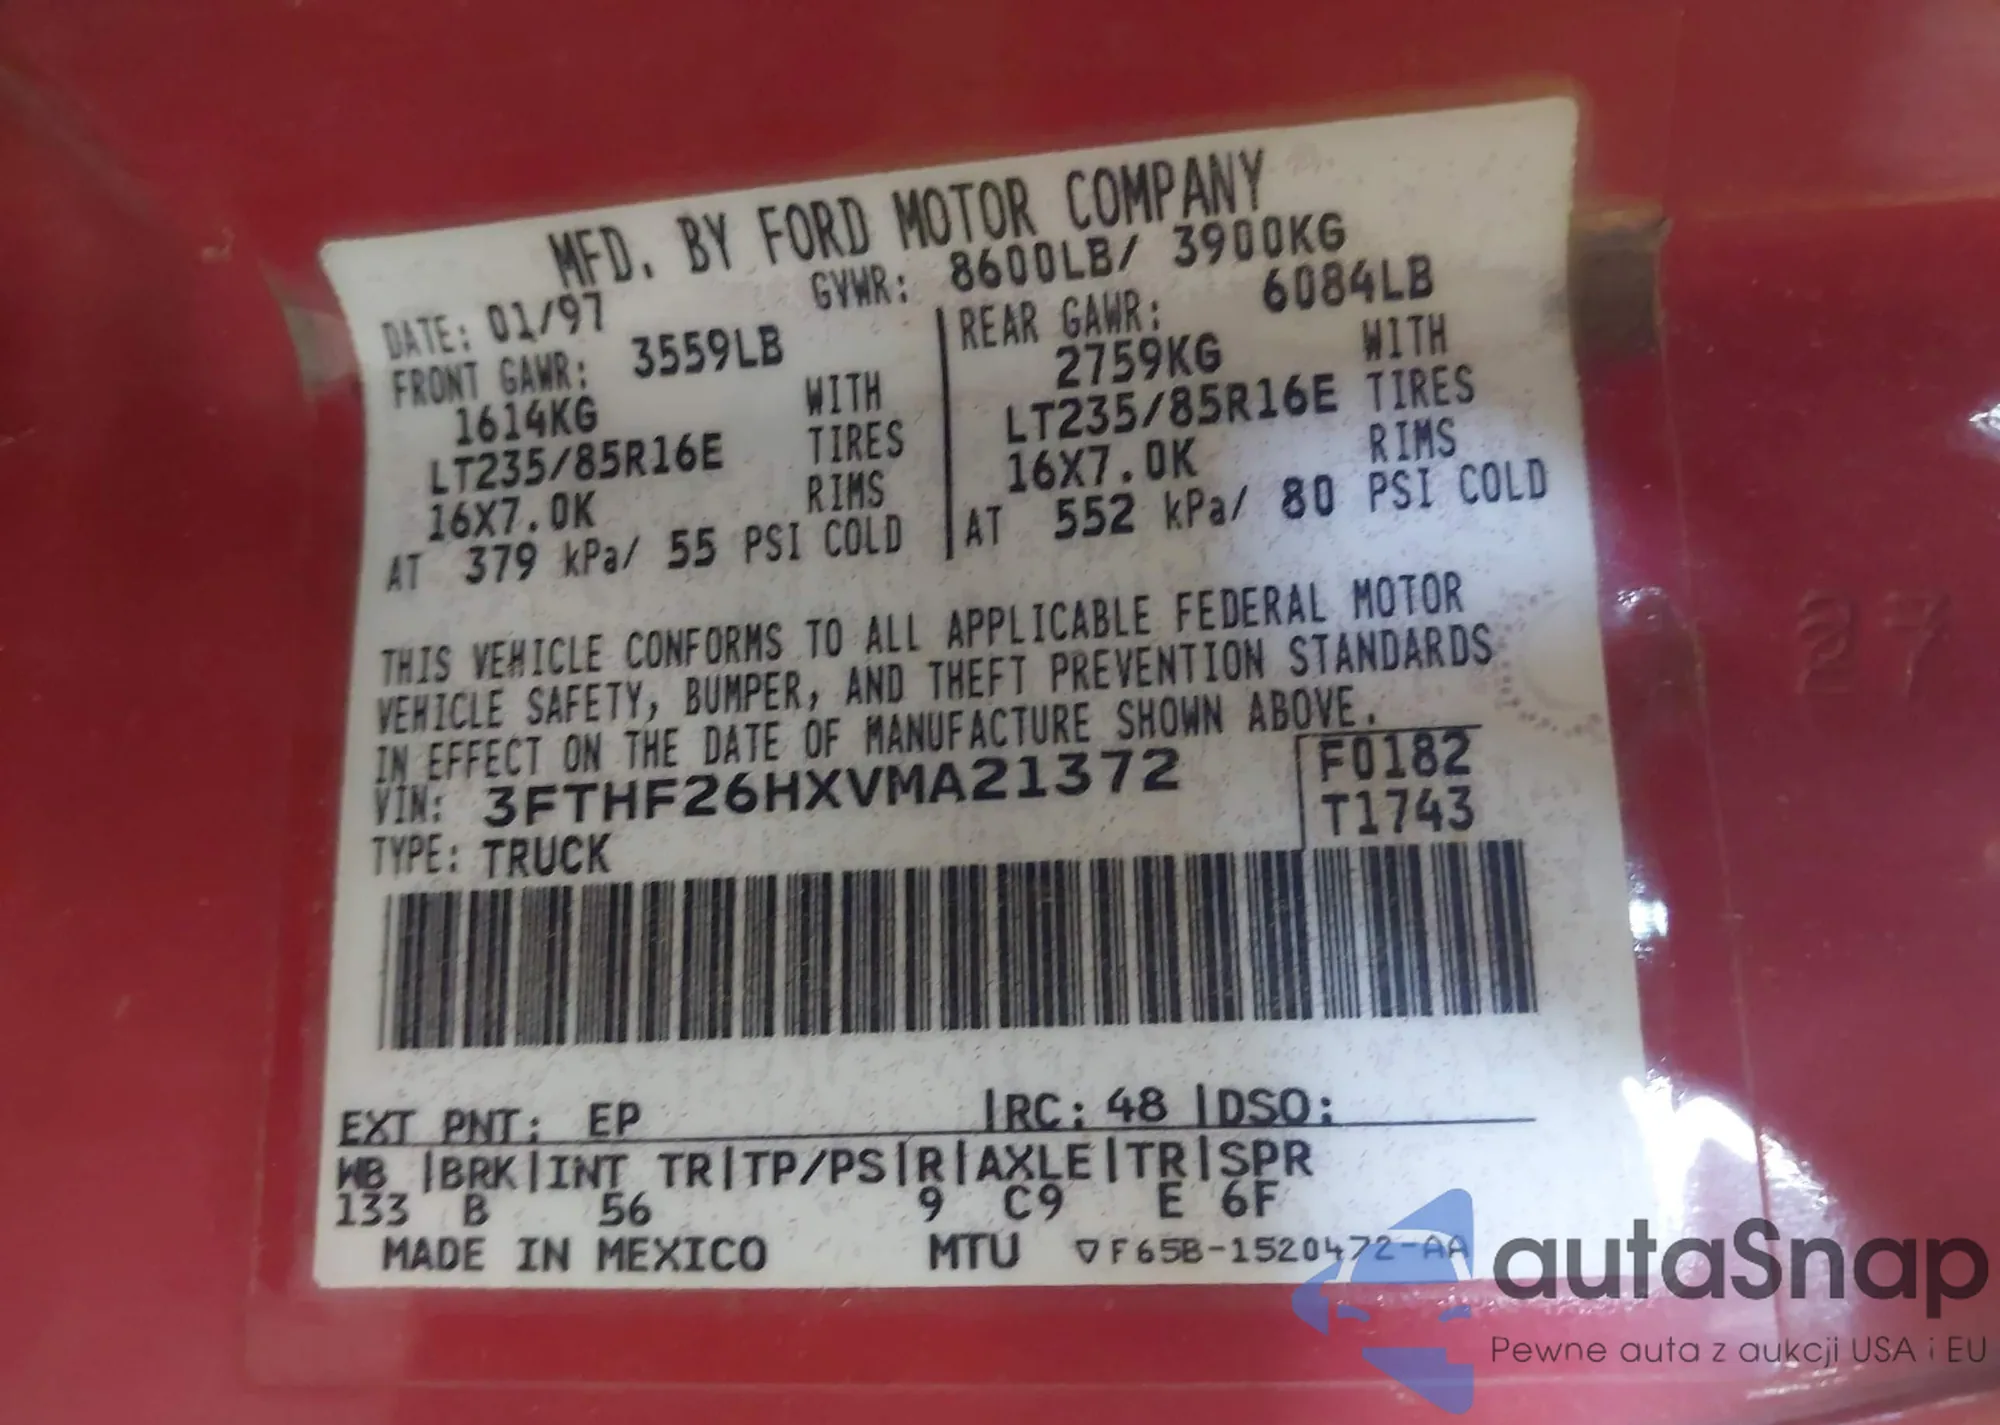 MFD. BY FORD MOTOR COMPANY
DATE: 01/97 GVWR: 8600LB/ 3900KG
FRONT GAWR: 3559LB
1614KG WITH
LT235/85R16E TIRES
16X7.0K RIMS
AT 379 kPa/ 55 PSI COLD
REAR GAWR: 6084LB
2759KG WITH
LT235/85R16E TIRES
16X7.0K RIMS
AT 552 kPa/ 80 PSI COLD
THIS VEHICLE CONFORMS TO ALL APPLICABLE FEDERAL MOTOR
VEHICLE SAFETY, BUMPER, AND THEFT PREVENTION STANDARDS
IN EFFECT ON THE DATE OF MANUFACTURE SHOWN ABOVE.
VIN: 3FTHF26HXVMA21372
F0182
TYPE: TRUCK
T1743
EXT PNT: EP |RC: 48 |DSO:
WB |BRK|INT TR|TP/PS|R|AXLE|TR|SPR
133 B 56 9 C9 E 6F
MADE IN MEXICO MTU ▽F65B-1520472-AA
27
autaSnap
Pewne auta z aukcji USA i EU